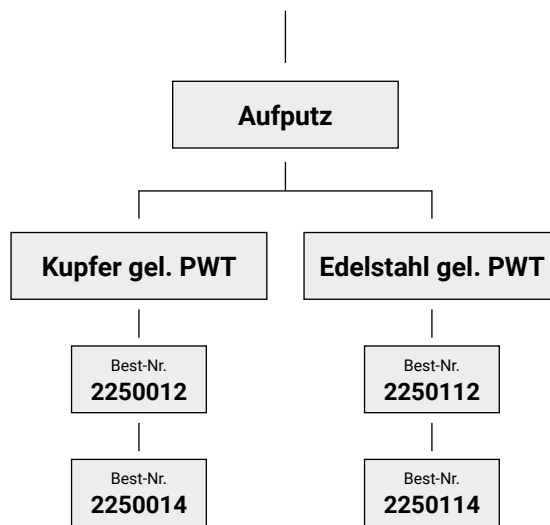 Aufputz
Kupfer gel. PWT
Edelstahl gel. PWT
Best-Nr.
2250012
Best-Nr.
2250112
Best-Nr.
2250014
Best-Nr.
2250114